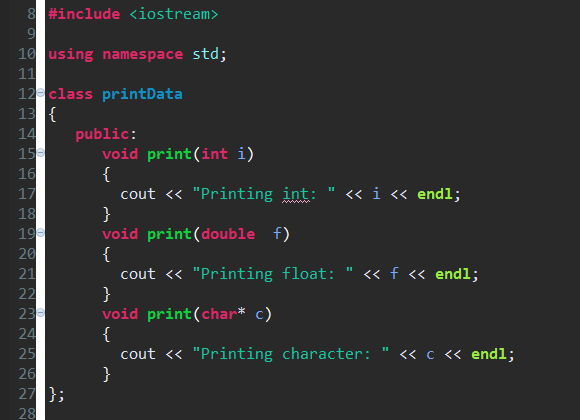 8 #include <iostream>
9
10 using namespace std;
11
12 class printData
13 {
14    public:
15       void print(int i)
16       {
17         cout << "Printing int: " << i << endl;
18       }
19       void print(double  f)
20       {
21         cout << "Printing float: " << f << endl;
22       }
23       void print(char* c)
24       {
25         cout << "Printing character: " << c << endl;
26       }
27 };
28